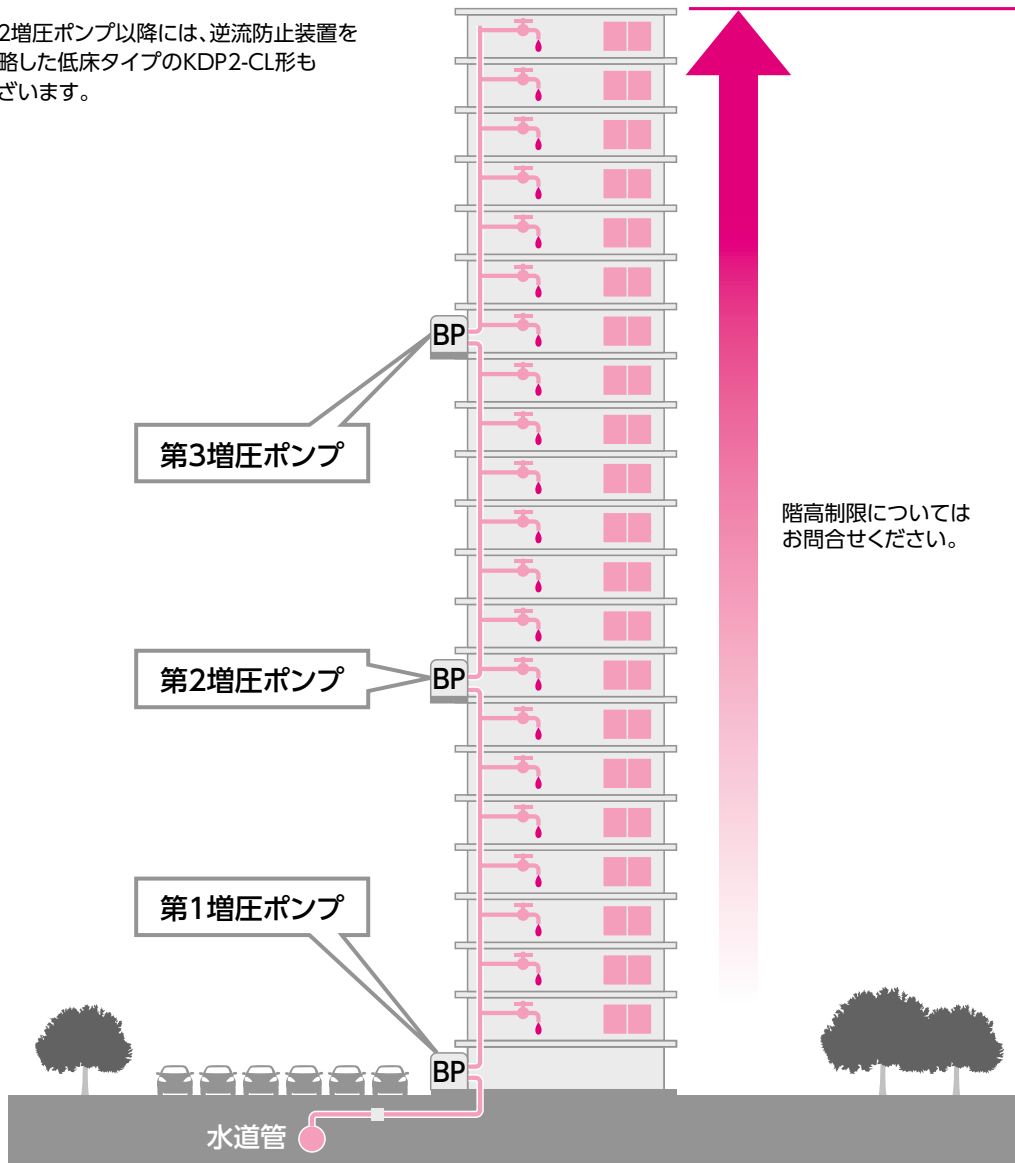 2増圧ポンプ以降には、逆流防止装置を
略した低床タイプのKDP2-CL形も
ざいます。
BP
第3増圧ポンプ
階高制限については
お問合せください。
第2増圧ポンプ
BP
第1増圧ポンプ
BP
水道管